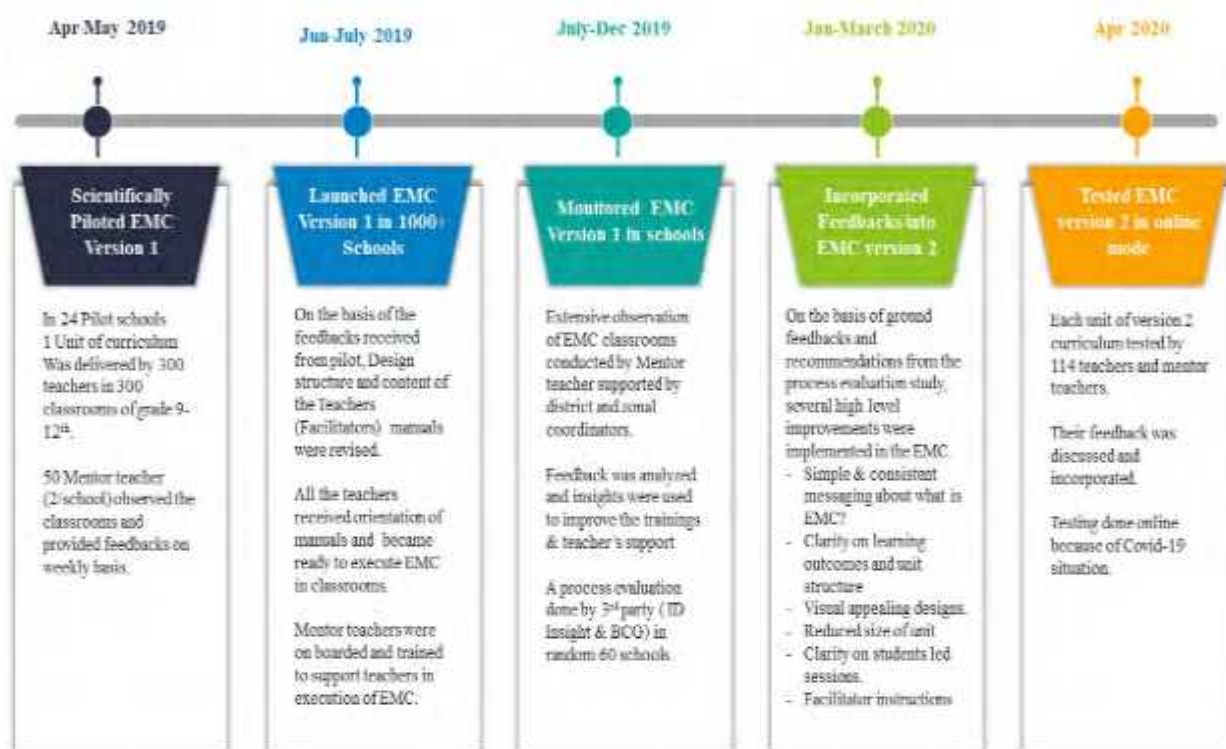 Apr-May 2019
Jun-July 2019
July-Dec 2019
Jan-March 2020
Apr 2020
Scientifically
Piloted EMC
Version 1
In 24 Pilot schools
1 Unit of curriculum
Was delivered by 300
teachers in 300
classrooms of grade 9-
12th.
50 Mentor teacher
(2/school) observed the
classrooms and
provided feedbacks on
weekly basis.
Launched EMC
Version 1 in 1000+
Schools
On the basis of the
feedbacks received
from pilot, Design
structure and content of
the Teachers
(Facilitators) manuals
were revised.
All the teachers
received orientation of
manuals and became
ready to execute EMC
in classrooms.
Mentor teachers were
on boarded and trained
to support teachers in
execution of EMC.
Monitored EMC
Version 1 in schools
Extensive observation
of EMC classrooms
conducted by Mentor
teacher supported by
district and zonal
coordinators.
Feedback was analyzed
and insights were used
to improve the trainings
& teacher's support
A process evaluation
done by 3rd party ( ID
Insight & BCG) in
random 60 schools
Incorporated
Feedbacks into
EMC version 2
On the basis of ground
feedbacks and
recommendations from the
process evaluation study,
several high level
improvements were
implemented in the EMC
- Simple & consistent
messaging about what is
EMC?
- Clarity on learning
outcomes and unit
structure
- Visual appealing designs.
- Reduced size of unit
- Clarity on students led
sessions.
- Facilitator instructions
Tested EMC
version 2 in online
mode
Each unit of version 2
curriculum tested by
114 teachers and mentor
teachers.
Their feedback was
discussed and
incorporated.
Testing done online
because of Covid-19
situation.